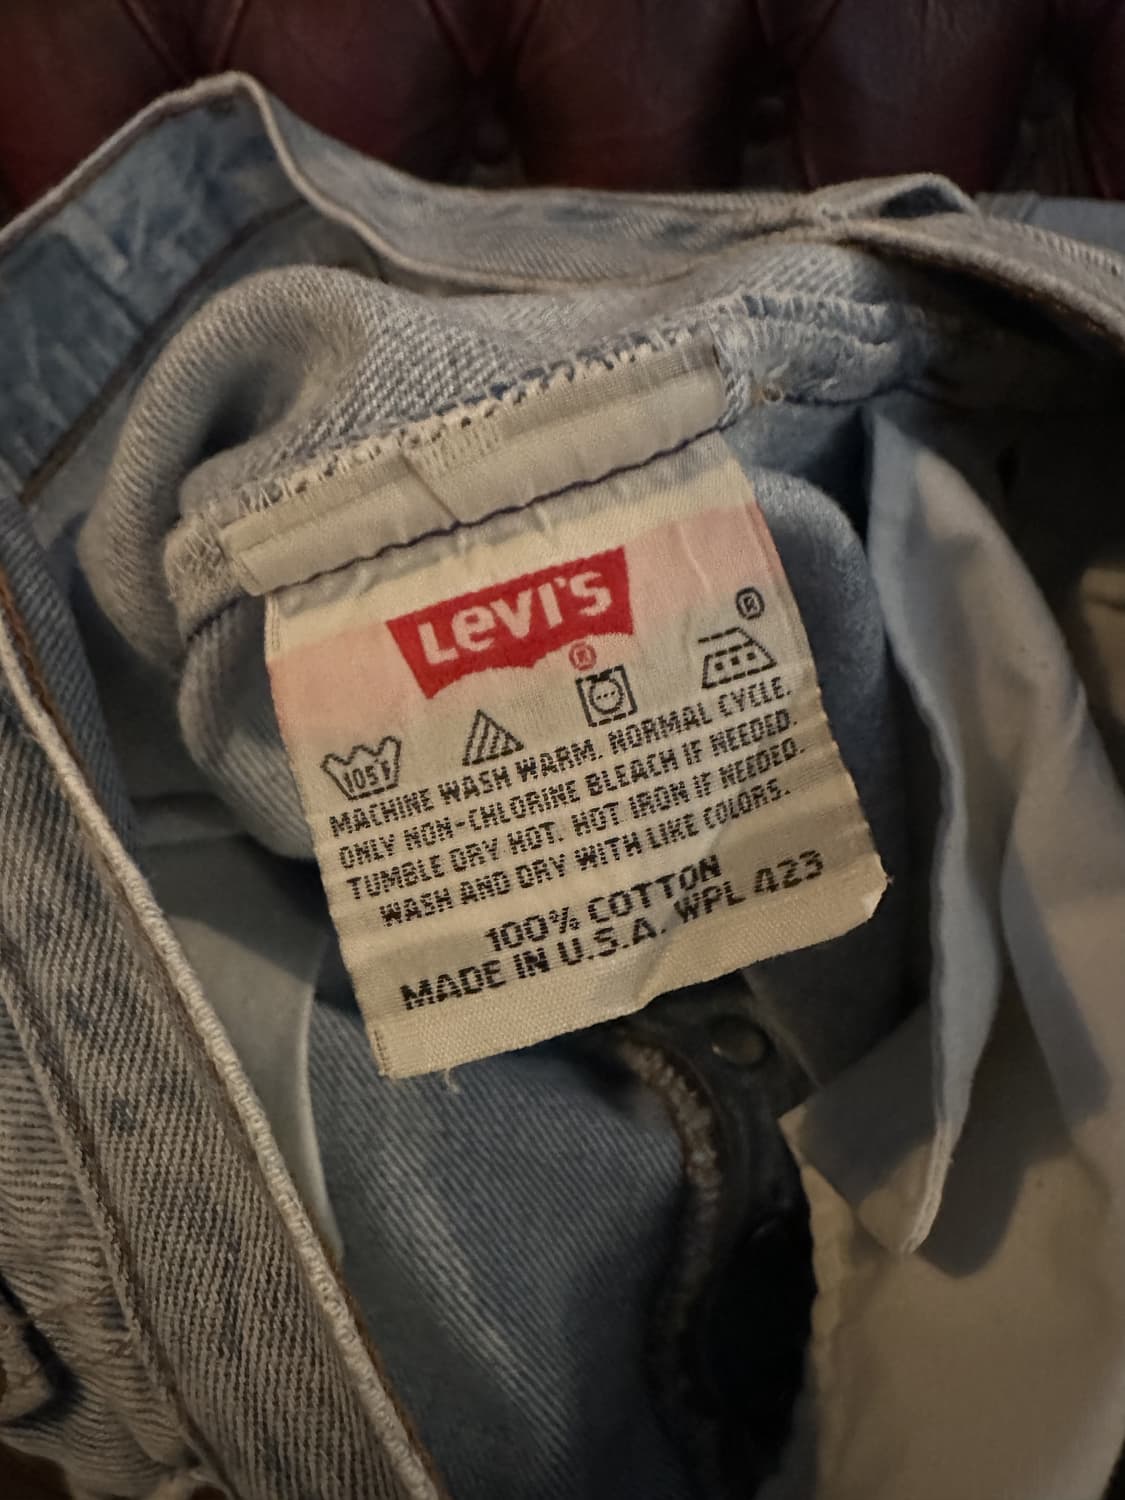 Levi's
®
®
105F
MACHINE WASH WARM. NORMAL CYCLE.
ONLY NON-CHLORINE BLEACH IF NEEDED.
TUMBLE DRY HOT. HOT IRON IF NEEDED.
WASH AND DRY WITH LIKE COLORS.
100% COTTON
MADE IN U.S.A. WPL 423